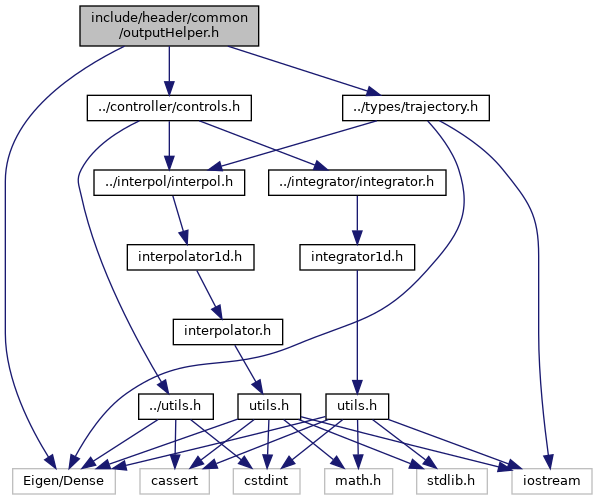 include/header/common
/outputHelper.h
../controller/controls.h
../types/trajectory.h
../interpol/interpol.h
../integrator/integrator.h
interpolator1d.h
integrator1d.h
interpolator.h
../utils.h
utils.h
utils.h
Eigen/Dense
cassert
cstdint
math.h
stdlib.h
iostream